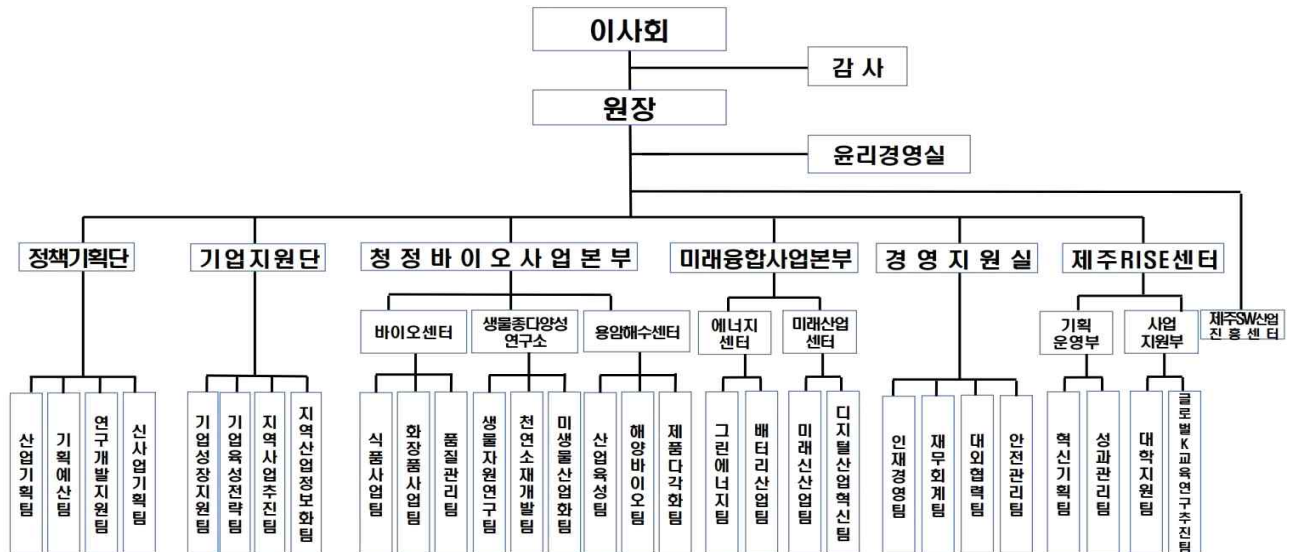 이사회
감 사
원장
윤리경영실
정책기획단
기업지원단
청정바이오사업본부
미래융합사업본부
경영지원실
제주RISE센터
바이오센터
생물종다양성
연구소
용암해수센터
에너지
센터
미래산업
센터
기획
운영부
사업
지원부
제주SW산업
진흥센터
산업기획팀
기획예산팀
연구개발지원팀
신사업기획팀
기업성장지원팀
기업육성전략팀
지역사업추진팀
지역산업정보화팀
식품사업팀
화장품사업팀
품질관리팀
생물자원연구팀
천연소재개발팀
미생물산업화팀
산업육성팀
해양바이오팀
제품다각화팀
그린에너지팀
배터리산업팀
미래신산업팀
디지털산업혁신팀
인재경영팀
재무회계팀
대외협력팀
안전관리팀
혁신기획팀
성과관리팀
대학지원팀
글로벌K교육연구추진팀